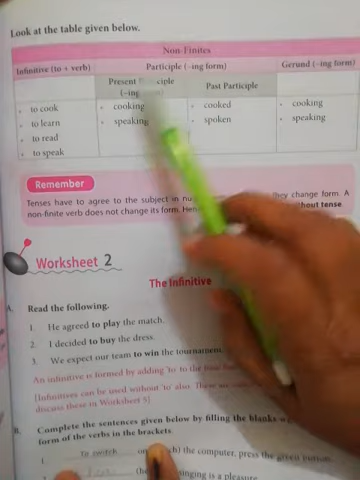 Look at the table given below.
Non-Finites
Infinitive (to + verb) Participle (-ing form) Gerund (-ing form)
Present Past Participle
(-ing
to cook cooking cooked cooking
to learn speaking spoken speaking
to read
to speak
Remember
Tenses have to agree to the subject in they change form. A
non-finite verb does not change its form. without tense
Worksheet 2
The Infinitive
A. Read the following.
1. He agreed to play the match.
2. I decided to buy the dress.
3. We expect our team to win the tournament.
An infinitive is formed by adding 'to' to the
[Infinitives can be used without 'to' also.
discuss these in Worksheet 5]
B. Complete the sentences given below by filling the blanks
form of the verbs in the brackets.
1. to switch the computer, press the green button.
singing is a pleasure.